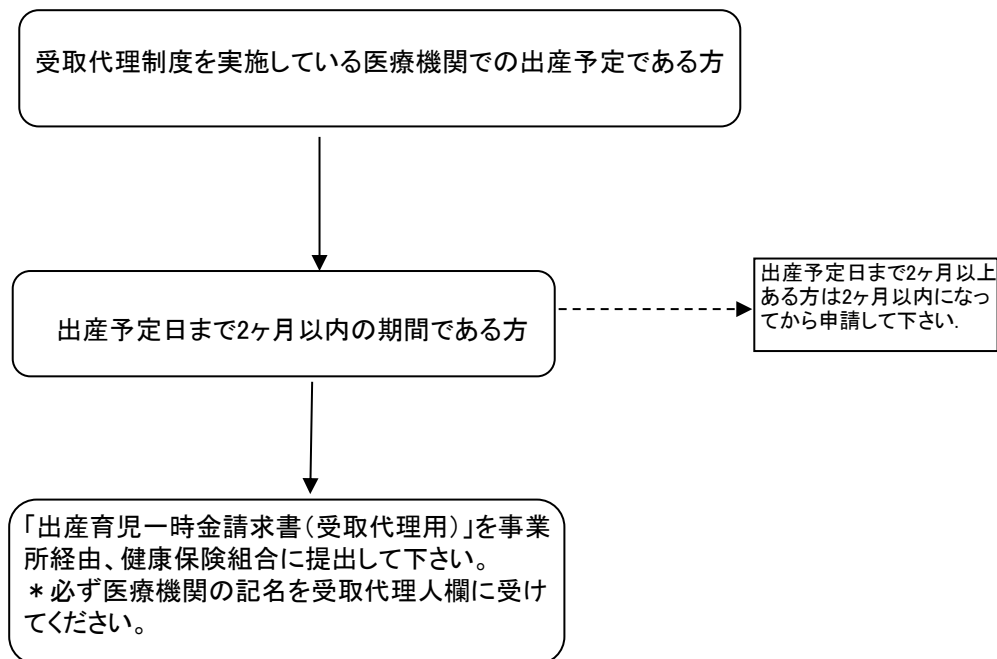 受取代理制度を実施している医療機関での出産予定である方
出産予定日まで2ヶ月以内の期間である方
出産予定日まで2ヶ月以上
ある方は2ヶ月以内になっ
てから申請して下さい.
「出産育児一時金請求書(受取代理用)」を事業
所経由、健康保険組合に提出して下さい。
＊必ず医療機関の記名を受取代理人欄に受け
てください。